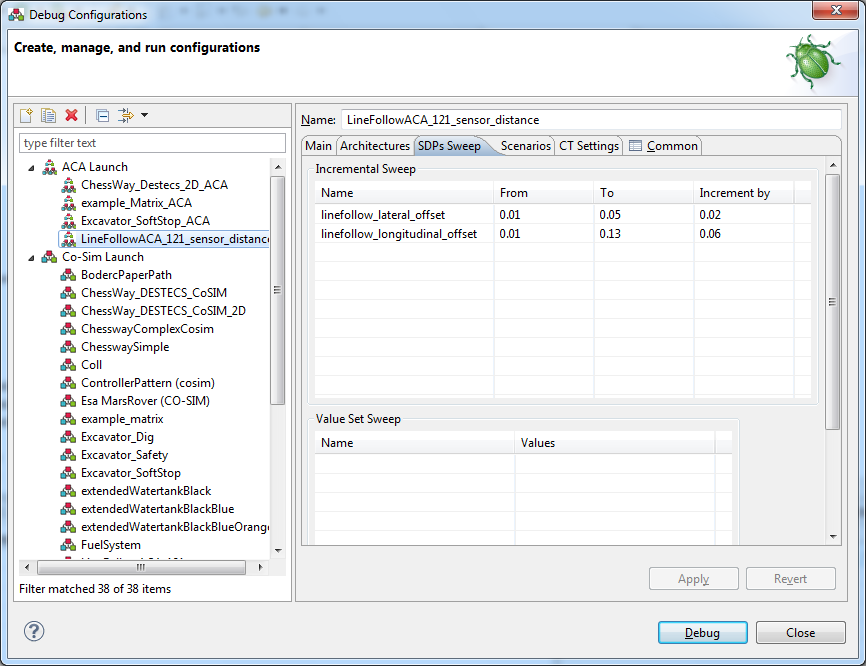 Debug Configurations
Create, manage, and run configurations
type filter text
ACA Launch
ChessWay_Destecs_2D_ACA
example_Matrix_ACA
Excavator_SoftStop_ACA
LineFollowACA_121_sensor_distanc
Co-Sim Launch
BodercPaperPath
ChessWay_DESTECS_CoSIM
ChessWay_DESTECS_CoSIM_2D
ChesswayComplexCosim
ChesswaySimple
Coll
ControllerPattern (cosim)
Esa MarsRover (CO-SIM)
example_matrix
Excavator_Dig
Excavator_Safety
Excavator_SoftStop
extendedWatertankBlack
extendedWatertankBlackBlue
extendedWatertankBlackBlueOrang
FuelSystem
Filter matched 38 of 38 items
Name: LineFollowACA_121_sensor_distance
Main Architectures SDPs Sweep Scenarios CT Settings Common
Incremental Sweep
Name From To Increment by
linefollow_lateral_offset 0.01 0.05 0.02
linefollow_longitudinal_offset 0.01 0.13 0.06
Value Set Sweep
Name Values
Apply Revert
? Debug Close